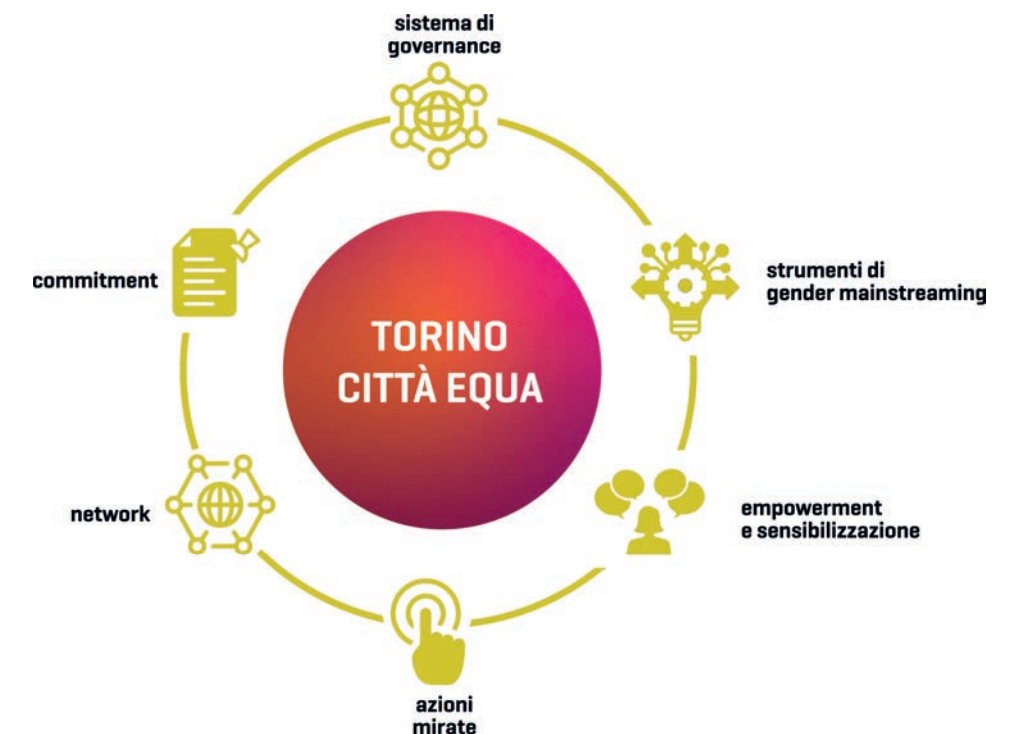 sistema di
governance
commitment
strumenti di
gender mainstreaming
TORINO
CITTÀ EQUA
network
empowerment
e sensibilizzazione
azioni
mirate